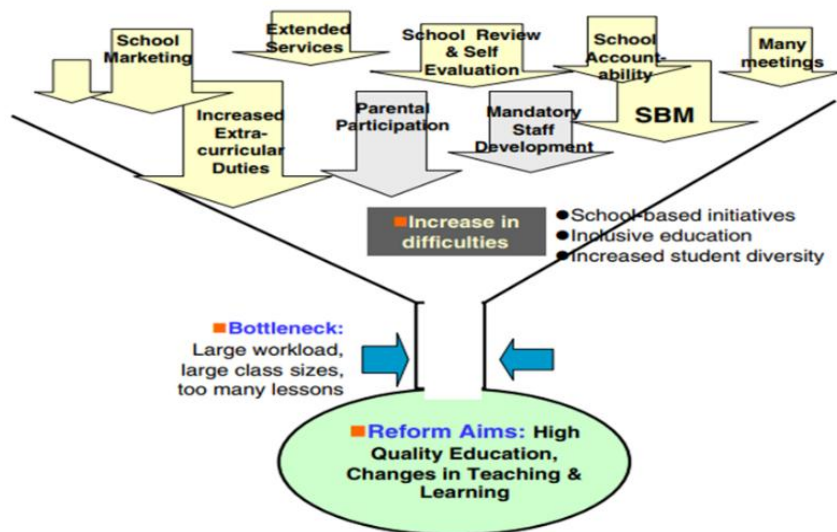 School
Marketing
Extended
Services
School Review
& Self
Evaluation
School
Account-
ability
Many
meetings
Increased
Extra-
curricular
Duties
Parental
Participation
Mandatory
Staff
Development
SBM
Increase in
difficulties
●School-based initiatives
●Inclusive education
●Increased student diversity
Bottleneck:
Large workload,
large class sizes,
too many lessons
Reform Aims: High
Quality Education,
Changes in Teaching &
Learning